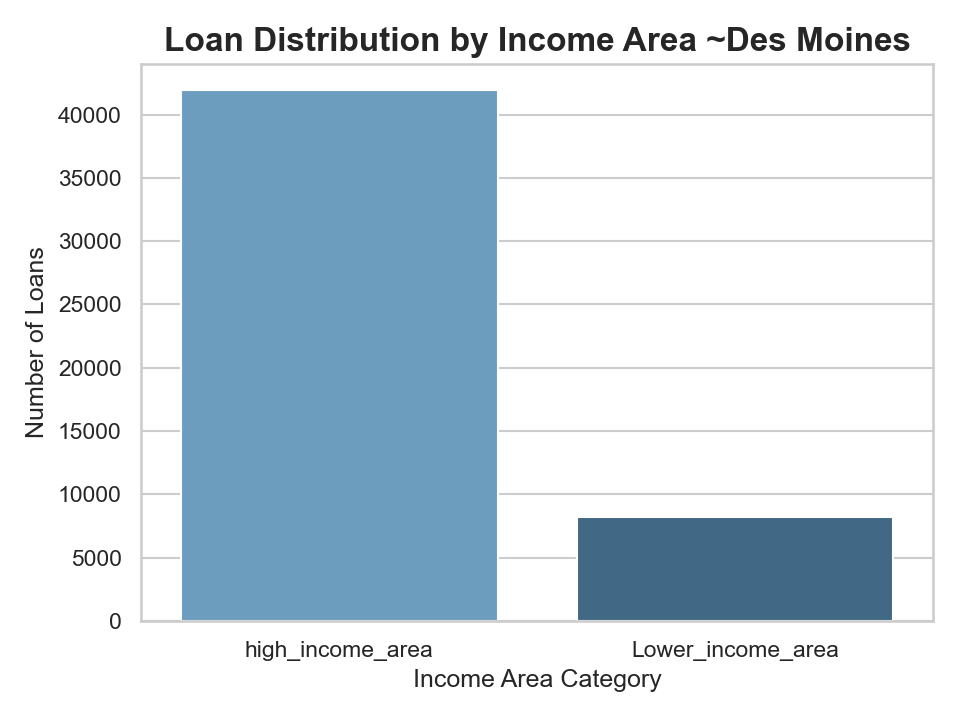 Loan Distribution by Income Area ~Des Moines
Number of Loans
40000
35000
30000
25000
20000
15000
10000
5000
0
high_income_area Lower_income_area
Income Area Category